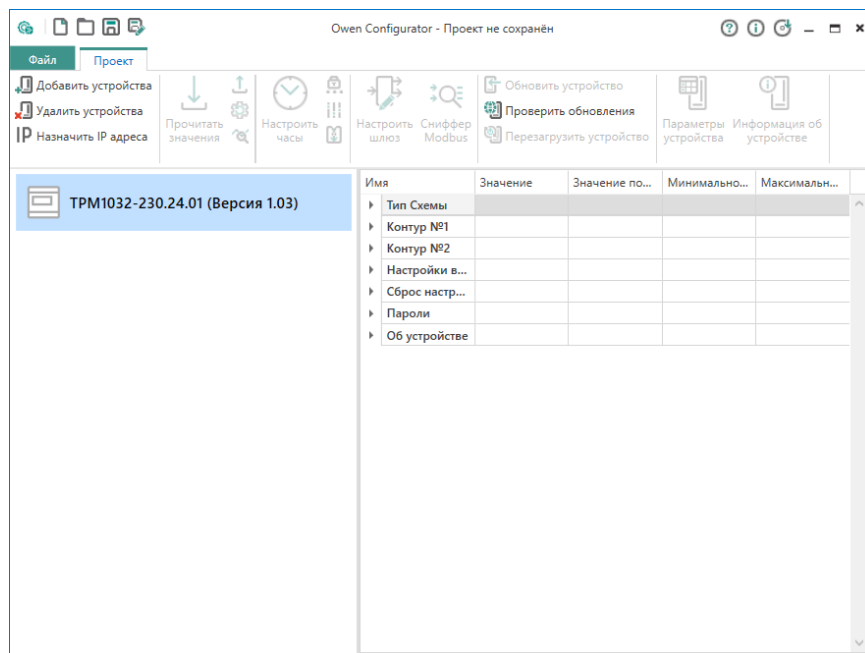 Owen Configurator - Проект не сохранён
Файл Проект
Добавить устройства
Удалить устройства
IP Назначить IP адреса
Прочитать
значения
Настроить
часы
Настроить
шлюз
Сниффер
Modbus
Обновить устройство
Проверить обновления
Перезагрузить устройство
Параметры
устройства
Информация об
устройстве
ТРМ1032-230.24.01 (Версия 1.03)
Имя Значение Значение по... Минимально... Максимальн...
Тип Схемы
Контур №1
Контур №2
Настройки в...
Сброс настр...
Пароли
Об устройстве